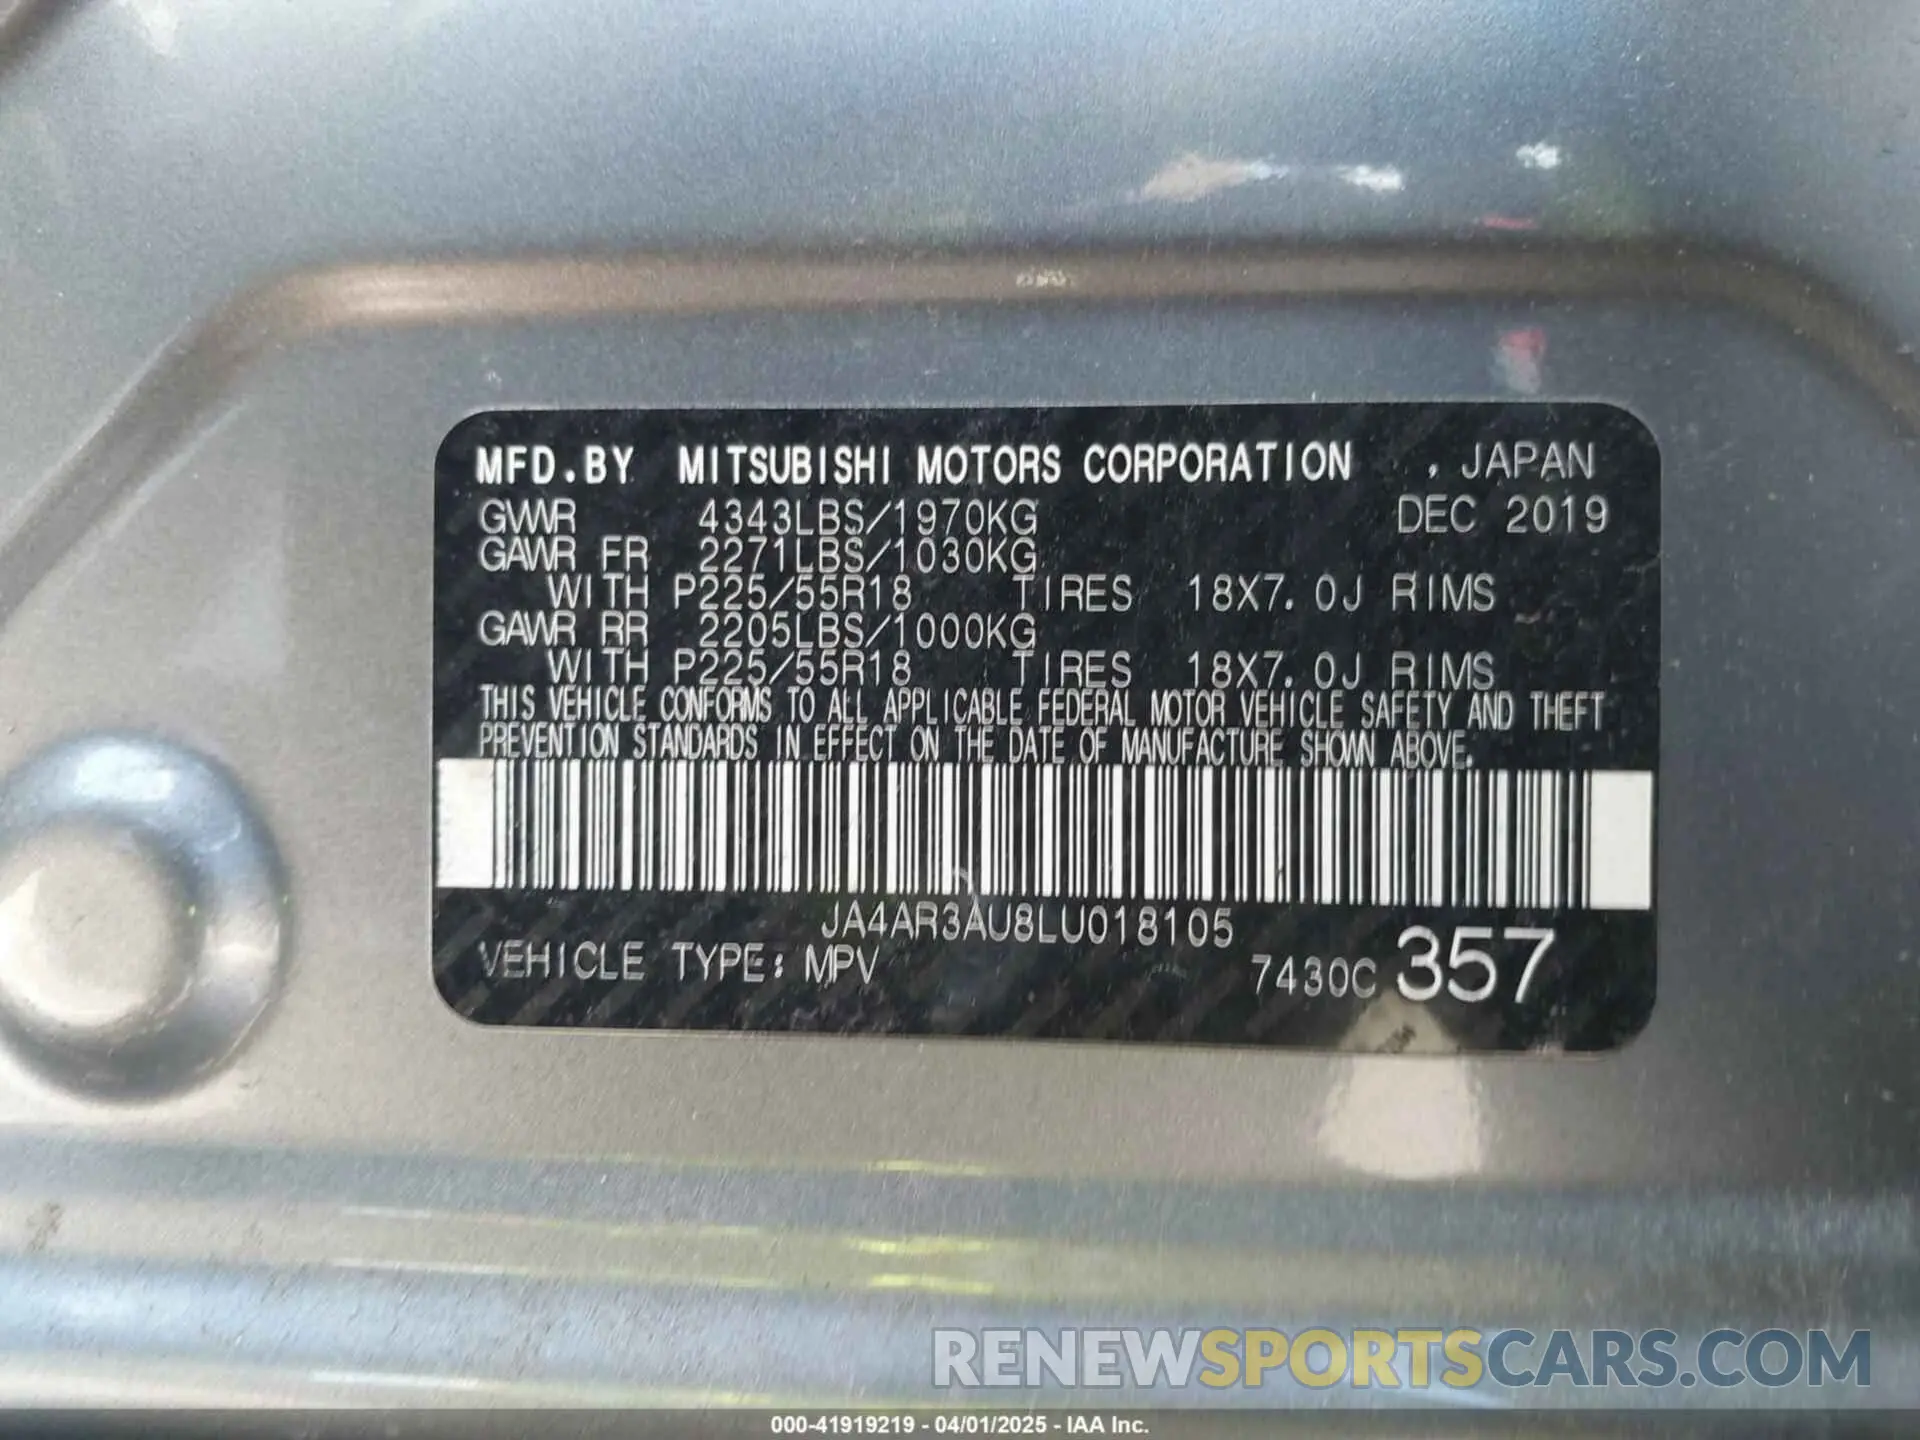 MFD.BY MITSUBISHI MOTORS CORPORATION , JAPAN
GVWR 4343LBS/1970KG DEC 2019
GAWR FR 2271LBS/1030KG
WITH P225/55R18 TIRES 18X7.0J RIMS
GAWR RR 2205LBS/1000KG
WITH P225/55R18 TIRES 18X7.0J RIMS
THIS VEHICLE CONFORMS TO ALL APPLICABLE FEDERAL MOTOR VEHICLE SAFETY AND THEFT
PREVENTION STANDARDS IN EFFECT ON THE DATE OF MANUFACTURE SHOWN ABOVE.
JA4AR3AU8LU018105
VEHICLE TYPE: MPV 7430C 357
RENEWSPORTSCARS.COM
000-41919219 - 04/01/2025 - IAA Inc.